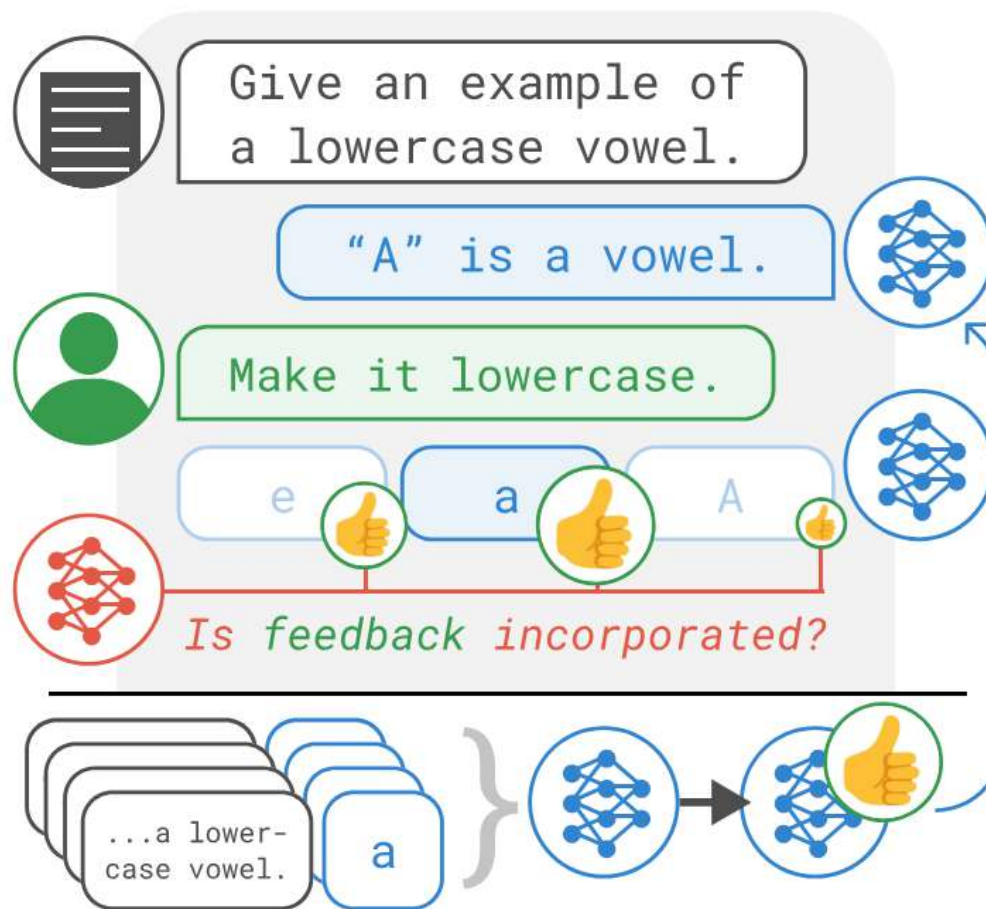 Give an example of
a lowercase vowel.
“A” is a vowel.
Make it lowercase.
e a A
Is feedback incorporated?
...a lower-
case vowel.
a